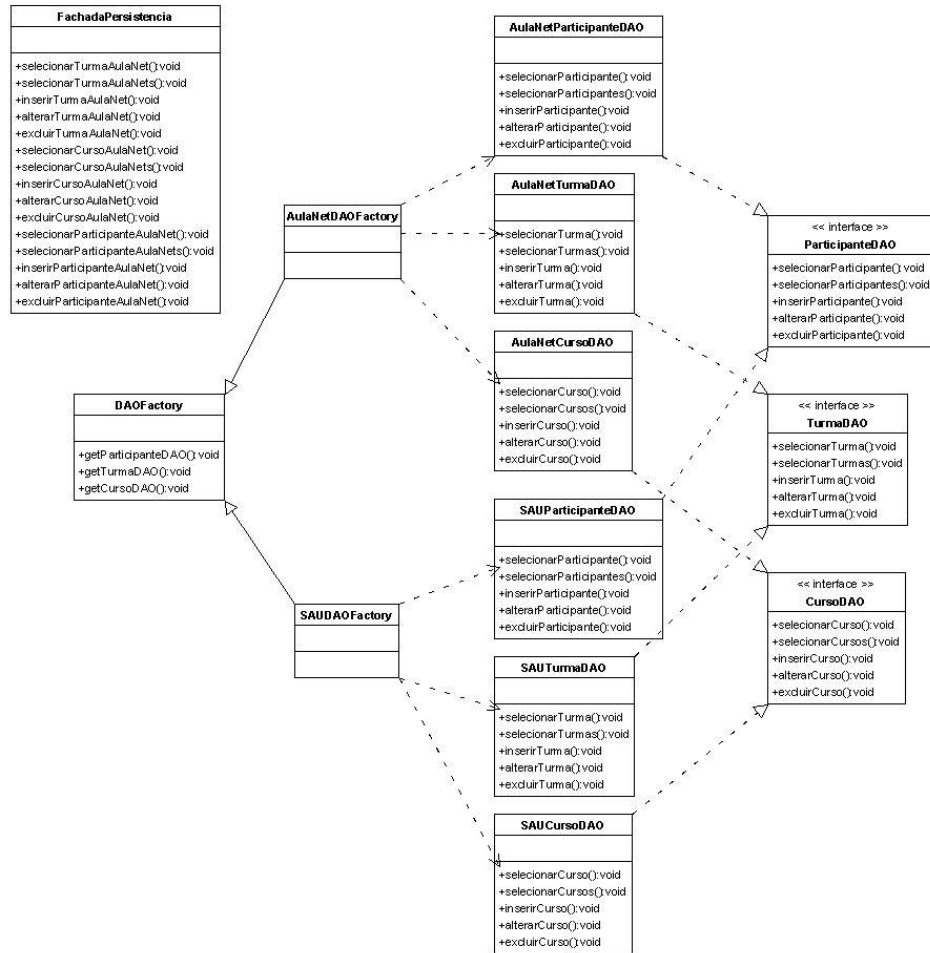 FachadaPersistencia
+selecionarTurmaAulaNet():void
+selecionarTurmaAulaNets():void
+inserirTurmaAulaNet():void
+alterarTurmaAulaNet():void
+excluirTurmaAulaNet():void
+selecionarCursoAulaNet():void
+selecionarCursoAulaNets():void
+inserirCursoAulaNet():void
+alterarCursoAulaNet():void
+excluirCursoAulaNet():void
+selecionarParticipanteAulaNet():void
+selecionarParticipanteAulaNets():void
+inserirParticipanteAulaNet():void
+alterarParticipanteAulaNet():void
+excluirParticipanteAulaNet():void
DAOFactory
+getParticipanteDAO():void
+getTurmaDAO():void
+getCursoDAO():void
AulaNetDAOFactory
SAUDAOFactory
AulaNetParticipanteDAO
+selecionarParticipante():void
+selecionarParticipantes():void
+inserirParticipante():void
+alterarParticipante():void
+excluirParticipante():void
AulaNetTurmaDAO
+selecionarTurma():void
+selecionarTurmas():void
+inserirTurma():void
+alterarTurma():void
+excluirTurma():void
AulaNetCursoDAO
+selecionarCurso():void
+selecionarCursos():void
+inserirCurso():void
+alterarCurso():void
+excluirCurso():void
SAUParticipanteDAO
+selecionarParticipante():void
+selecionarParticipantes():void
+inserirParticipante():void
+alterarParticipante():void
+excluirParticipante():void
SAUTurmaDAO
+selecionarTurma():void
+selecionarTurmas():void
+inserirTurma():void
+alterarTurma():void
+excluirTurma():void
SAUCursoDAO
+selecionarCurso():void
+selecionarCursos():void
+inserirCurso():void
+alterarCurso():void
+excluirCurso():void
<< interface >>
ParticipanteDAO
+selecionarParticipante():void
+selecionarParticipantes():void
+inserirParticipante():void
+alterarParticipante():void
+excluirParticipante():void
<< interface >>
TurmaDAO
+selecionarTurma():void
+selecionarTurmas():void
+inserirTurma():void
+alterarTurma():void
+excluirTurma():void
<< interface >>
CursoDAO
+selecionarCurso():void
+selecionarCursos():void
+inserirCurso():void
+alterarCurso():void
+excluirCurso():void